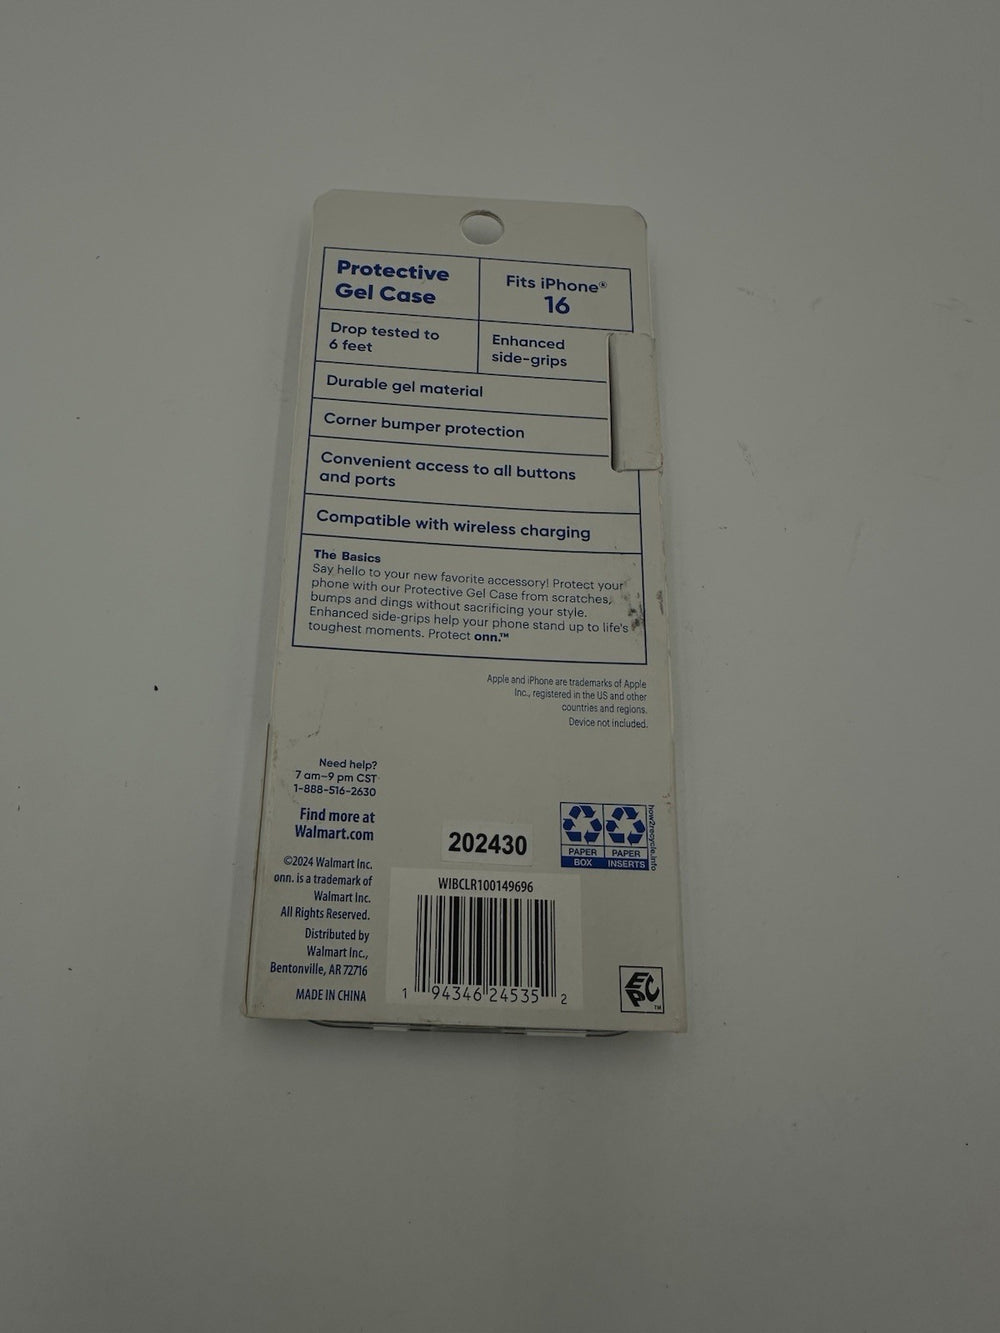 Protective
Gel Case
Fits iPhone®
16
Drop tested to
6 feet
Enhanced
side-grips
Durable gel material
Corner bumper protection
Convenient access to all buttons
and ports
Compatible with wireless charging
The Basics
Say hello to your new favorite accessory! Protect your
phone with our Protective Gel Case from scratches,
bumps and dings without sacrificing your style.
Enhanced side-grips help your phone stand up to life's
toughest moments. Protect onn.™
Apple and iPhone are trademarks of Apple
Inc., registered in the US and other
countries and regions.
Device not included.
Need help?
7 am–9 pm CST
1-888-516-2630
Find more at
Walmart.com
©2024 Walmart Inc.
onn. is a trademark of
Walmart Inc.
All Rights Reserved.
Distributed by
Walmart Inc.,
Bentonville, AR 72716
MADE IN CHINA
202430
WIBCLR100149696
1 94346 24535 2
PAPER
BOX
PAPER
INSERTS
how2recycle.info
EPC™